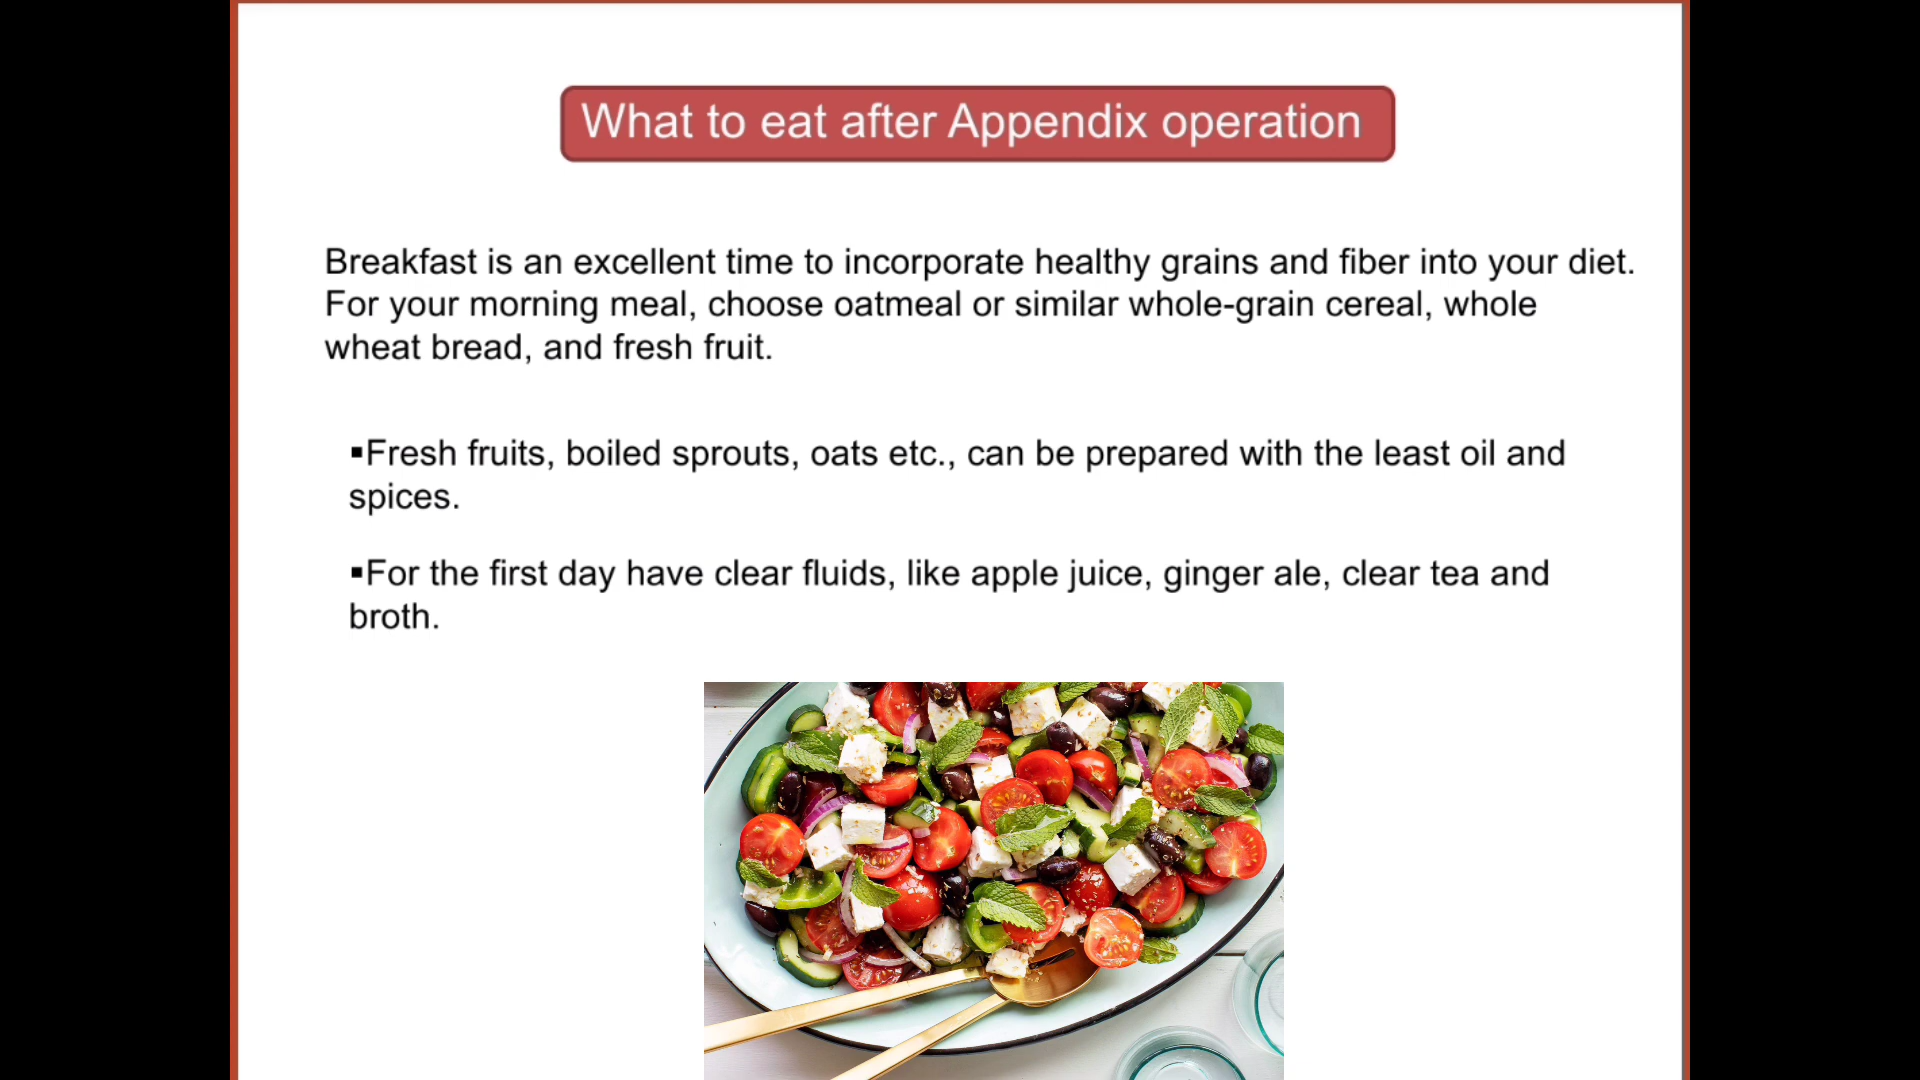 What to eat after Appendix operation
Breakfast is an excellent time to incorporate healthy grains and fiber into your diet.
For your morning meal, choose oatmeal or similar whole-grain cereal, whole
wheat bread, and fresh fruit.
▪Fresh fruits, boiled sprouts, oats etc., can be prepared with the least oil and
spices.
▪For the first day have clear fluids, like apple juice, ginger ale, clear tea and
broth.